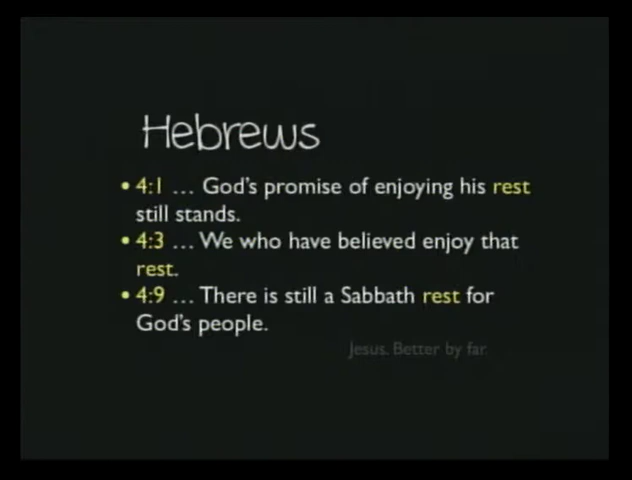 Hebrews
• 4:1 … God's promise of enjoying his rest
still stands.
• 4:3 … We who have believed enjoy that
rest.
• 4:9 … There is still a Sabbath rest for
God's people.
Jesus. Better by far.